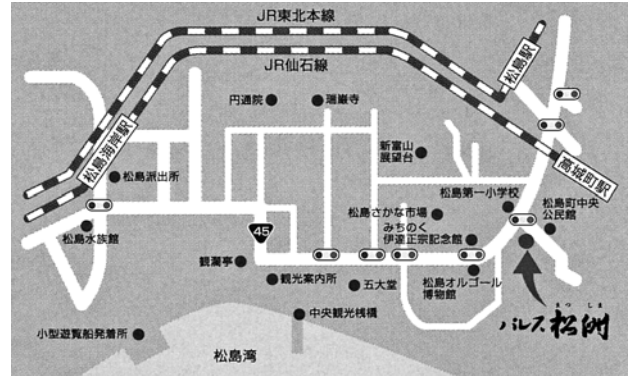 JR東北本線
JR仙石線
松島駅
円通院
瑞巌寺
松島海岸駅
新富山
展望台
高城町駅
松島派出所
松島第一小学校
松島さかな市場
松島町中央
公民館
みちのく
伊達正宗記念館
松島水族館
45
観瀾亭
観光案内所
五大堂
松島オルゴール
博物館
中央観光桟橋
まつ しま
パレス松洲
小型遊覧船発着所
松島湾